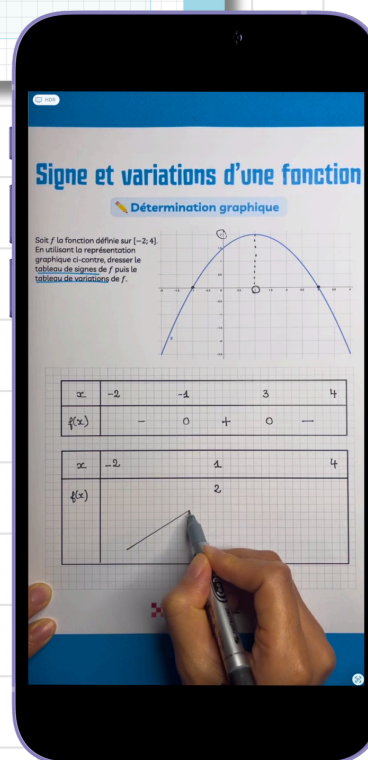 HDR
Signe et variations d'une fonction
Détermination graphique
Soit f la fonction définie sur [−2; 4].
En utilisant la représentation
graphique ci-contre, dresser le
tableau de signes de f puis le
tableau de variations de f.
x -2 -1 3 4
f(x) - 0 + 0 -
x -2 1 4
f(x) 2